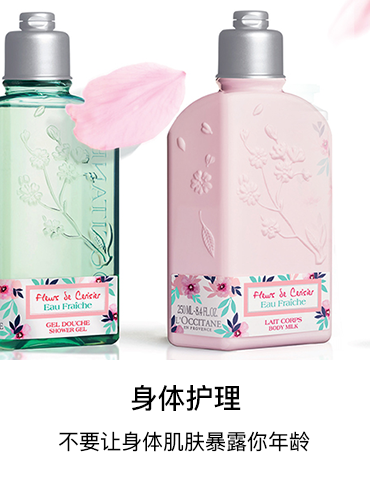 Fleurs de Cerisier
Eau Fraîche
GEL DOUCHE
SHOWER GEL
Fleurs de Cerisier
Eau Fraîche
250 ML - 8.4 FL.OZ.
L'OCCITANE
EN PROVENCE
LAIT CORPS
BODY MILK
身体护理
不要让身体肌肤暴露你年龄